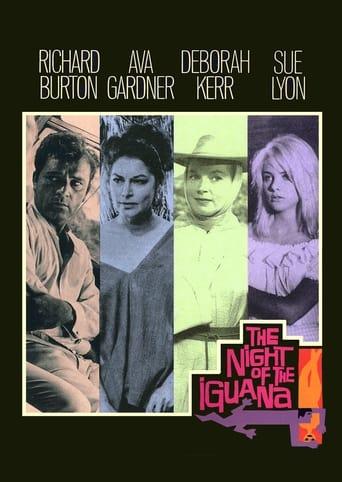 RICHARD AVA DEBORAH SUE
BURTON GARDNER KERR LYON
THE
NIGHT
OF THE
IGUANA